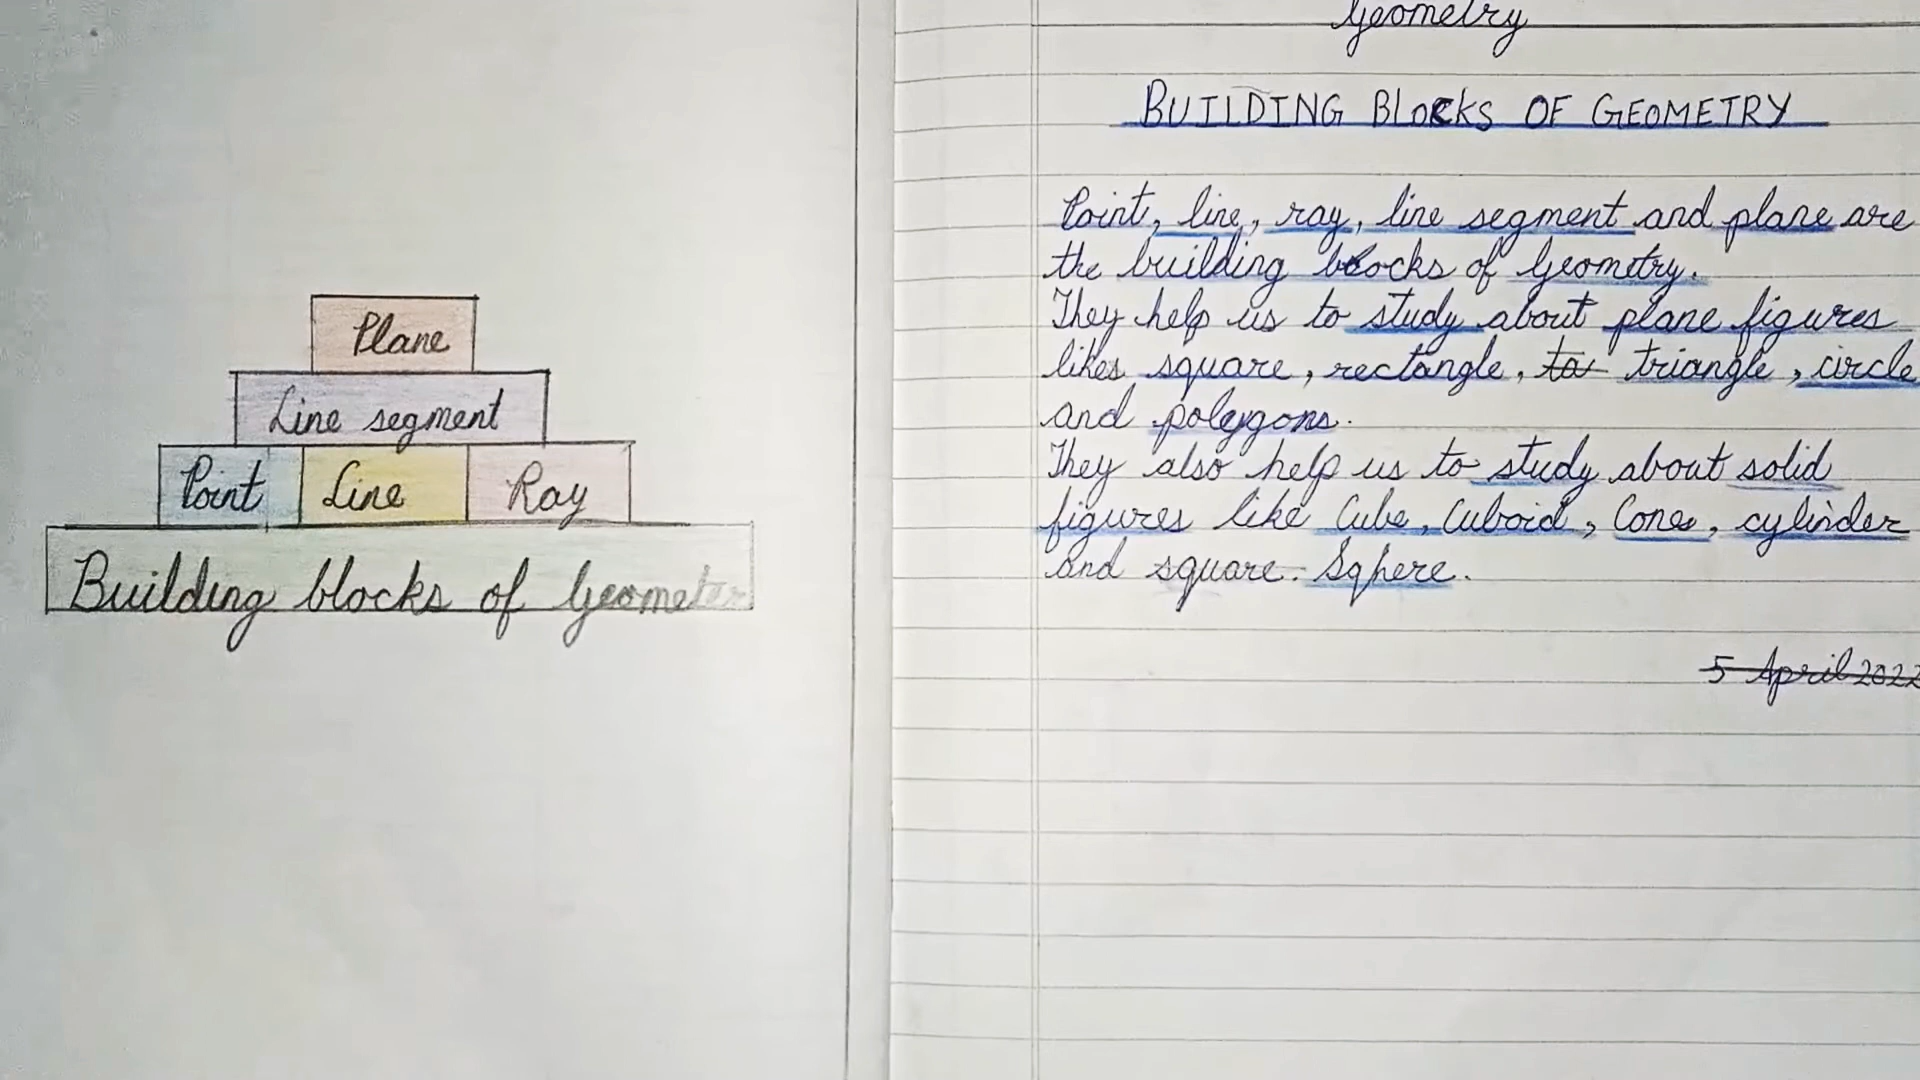 Plane
Line segment
Point Line Ray
Building blocks of Geometer
Geometry
BUILDING BLOCKS OF GEOMETRY
Point, line, ray, line segment and plane are
the building blocks of Geometry.
They help us to study about plane figures
likes square, rectangle, to triangle, circle
and polygons.
They also help us to study about solid
figures like Cube, Cuboid, Cone, cylinder
and square. Sqhere.
5 April 2022